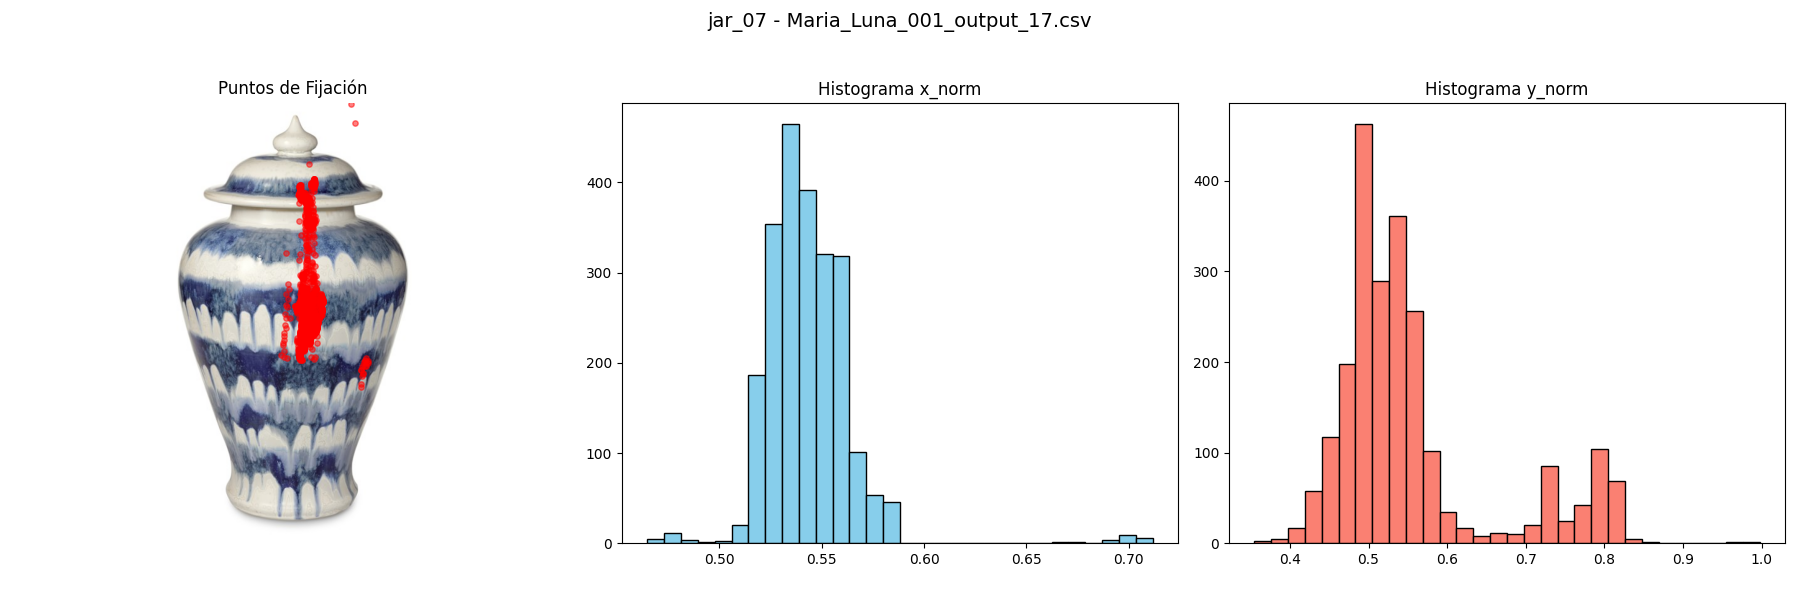 jar_07 - Maria_Luna_001_output_17.csv
Puntos de Fijación
Histograma x_norm
400
300
200
100
0
0.50 0.55 0.60 0.65 0.70
Histograma y_norm
400
300
200
100
0
0.4 0.5 0.6 0.7 0.8 0.9 1.0